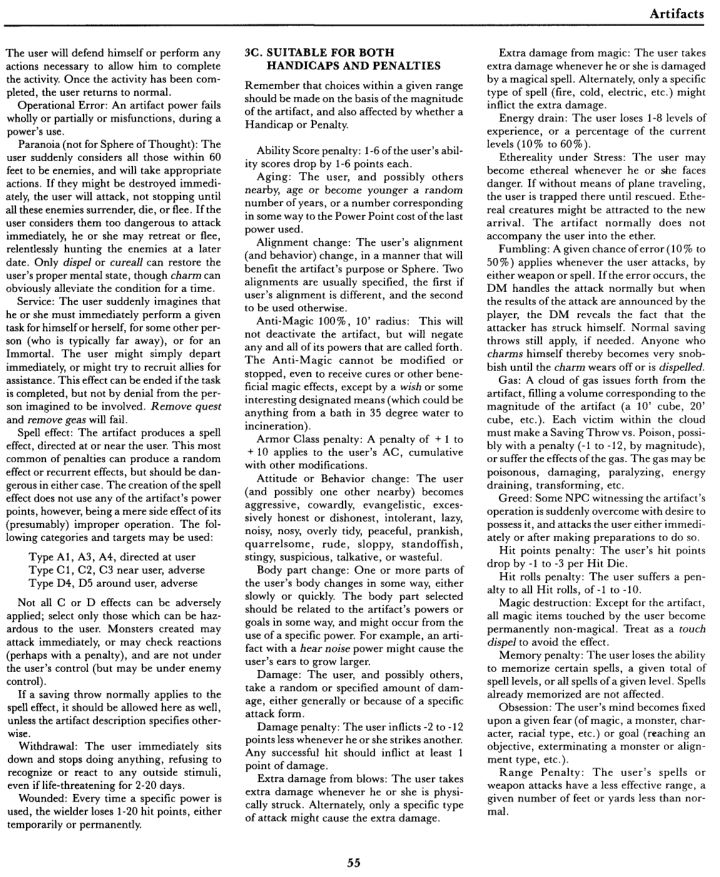 Artifacts
The user will defend himself or perform any
actions necessary to allow him to complete
the activity. Once the activity has been com-
pleted, the user returns to normal.
Operational Error: An artifact power fails
wholly or partially or misfunctions, during a
power's use.
Paranoia (not for Sphere of Thought): The
user suddenly considers all those within 60
feet to be enemies, and will take appropriate
actions. If they might be destroyed immedi-
ately, the user will attack, not stopping until
all these enemies surrender, die, or flee. If the
user considers them too dangerous to attack
immediately, he or she may retreat or flee,
relentlessly hunting the enemies at a later
date. Only dispel or cureall can restore the
user's proper mental state, though charm can
obviously alleviate the condition for a time.
Service: The user suddenly imagines that
he or she must immediately perform a given
task for himself or herself, for some other per-
son (who is typically far away), or for an
Immortal. The user might simply depart
immediately, or might try to recruit allies for
assistance. This effect can be ended if the task
is completed, but not by denial from the per-
son imagined to be involved. Remove quest
and remove geas will fail.
Spell effect: The artifact produces a spell
effect, directed at or near the user. This most
common of penalties can produce a random
effect or recurrent effects, but should be dan-
gerous in either case. The creation of the spell
effect does not use any of the artifact's power
points, however, being a mere side effect of its
(presumably) improper operation. The fol-
lowing categories and targets may be used:
Type A1, A3, A4, directed at user
Type C1, C2, C3 near user, adverse
Type D4, D5 around user, adverse
Not all C or D effects can be adversely
applied; select only those which can be haz-
ardous to the user. Monsters created may
attack immediately, or may check reactions
(perhaps with a penalty), and are not under
the user's control (but may be under enemy
control).
If a saving throw normally applies to the
spell effect, it should be allowed here as well,
unless the artifact description specifies other-
wise.
Withdrawal: The user immediately sits
down and stops doing anything, refusing to
recognize or react to any outside stimuli,
even if life-threatening for 2-20 days.
Wounded: Every time a specific power is
used, the wielder loses 1-20 hit points, either
temporarily or permanently.
3C. SUITABLE FOR BOTH
HANDICAPS AND PENALTIES
Remember that choices within a given range
should be made on the basis of the magnitude
of the artifact, and also affected by whether a
Handicap or Penalty.
Ability Score penalty: 1-6 of the user's abil-
ity scores drop by 1-6 points each.
Aging: The user, and possibly others
nearby, age or become younger a random
number of years, or a number corresponding
in some way to the Power Point cost of the last
power used.
Alignment change: The user's alignment
(and behavior) change, in a manner that will
benefit the artifact's purpose or Sphere. Two
alignments are usually specified, the first if
user's alignment is different, and the second
to be used otherwise.
Anti-Magic 100%, 10' radius: This will
not deactivate the artifact, but will negate
any and all of its powers that are called forth.
The Anti-Magic cannot be modified or
stopped, even to receive cures or other bene-
ficial magic effects, except by a wish or some
interesting designated means (which could be
anything from a bath in 35 degree water to
incineration).
Armor Class penalty: A penalty of +1 to
+10 applies to the user's AC, cumulative
with other modifications.
Attitude or Behavior change: The user
(and possibly one other nearby) becomes
aggressive, cowardly, evangelistic, exces-
sively honest or dishonest, intolerant, lazy,
noisy, nosy, overly tidy, peaceful, prankish,
quarrelsome, rude, sloppy, standoffish,
stingy, suspicious, talkative, or wasteful.
Body part change: One or more parts of
the user's body changes in some way, either
slowly or quickly. The body part selected
should be related to the artifact's powers or
goals in some way, and might occur from the
use of a specific power. For example, an arti-
fact with a hear noise power might cause the
user's ears to grow larger.
Damage: The user, and possibly others,
take a random or specified amount of dam-
age, either generally or because of a specific
attack form.
Damage penalty: The user inflicts -2 to -12
points less whenever he or she strikes another.
Any successful hit should inflict at least 1
point of damage.
Extra damage from blows: The user takes
extra damage whenever he or she is physi-
cally struck. Alternately, only a specific type
of attack might cause the extra damage.
Extra damage from magic: The user takes
extra damage whenever he or she is damaged
by a magical spell. Alternately, only a specific
type of spell (fire, cold, electric, etc.) might
inflict the extra damage.
Energy drain: The user loses 1-8 levels of
experience, or a percentage of the current
levels (10% to 60%).
Ethereality under Stress: The user may
become ethereal whenever he or she faces
danger. If without means of plane traveling,
the user is trapped there until rescued. Ethe-
real creatures might be attracted to the new
arrival. The artifact normally does not
accompany the user into the ether.
Fumbling: A given chance of error (10% to
50%) applies whenever the user attacks, by
either weapon or spell. If the error occurs, the
DM handles the attack normally but when
the results of the attack are announced by the
player, the DM reveals the fact that the
attacker has struck himself. Normal saving
throws still apply, if needed. Anyone who
charms himself thereby becomes very snob-
bish until the charm wears off or is dispelled.
Gas: A cloud of gas issues forth from the
artifact, filling a volume corresponding to the
magnitude of the artifact (a 10' cube, 20'
cube, etc.). Each victim within the cloud
must make a Saving Throw vs. Poison, possi-
bly with a penalty (-1 to -12, by magnitude),
or suffer the effects of the gas. The gas may be
poisonous, damaging, paralyzing, energy
draining, transforming, etc.
Greed: Some NPC witnessing the artifact's
operation is suddenly overcome with desire to
possess it, and attacks the user either immedi-
ately or after making preparations to do so.
Hit points penalty: The user's hit points
drop by -1 to -3 per Hit Die.
Hit rolls penalty: The user suffers a pen-
alty to all Hit rolls, of -1 to -10.
Magic destruction: Except for the artifact,
all magic items touched by the user become
permanently non-magical. Treat as a touch
dispel to avoid the effect.
Memory penalty: The user loses the ability
to memorize certain spells, a given total of
spell levels, or all spells of a given level. Spells
already memorized are not affected.
Obsession: The user's mind becomes fixed
upon a given fear (of magic, a monster, char-
acter, racial type, etc.) or goal (reaching an
objective, exterminating a monster or align-
ment type, etc.).
Range Penalty: The user's spells or
weapon attacks have a less effective range, a
given number of feet or yards less than nor-
mal.
55